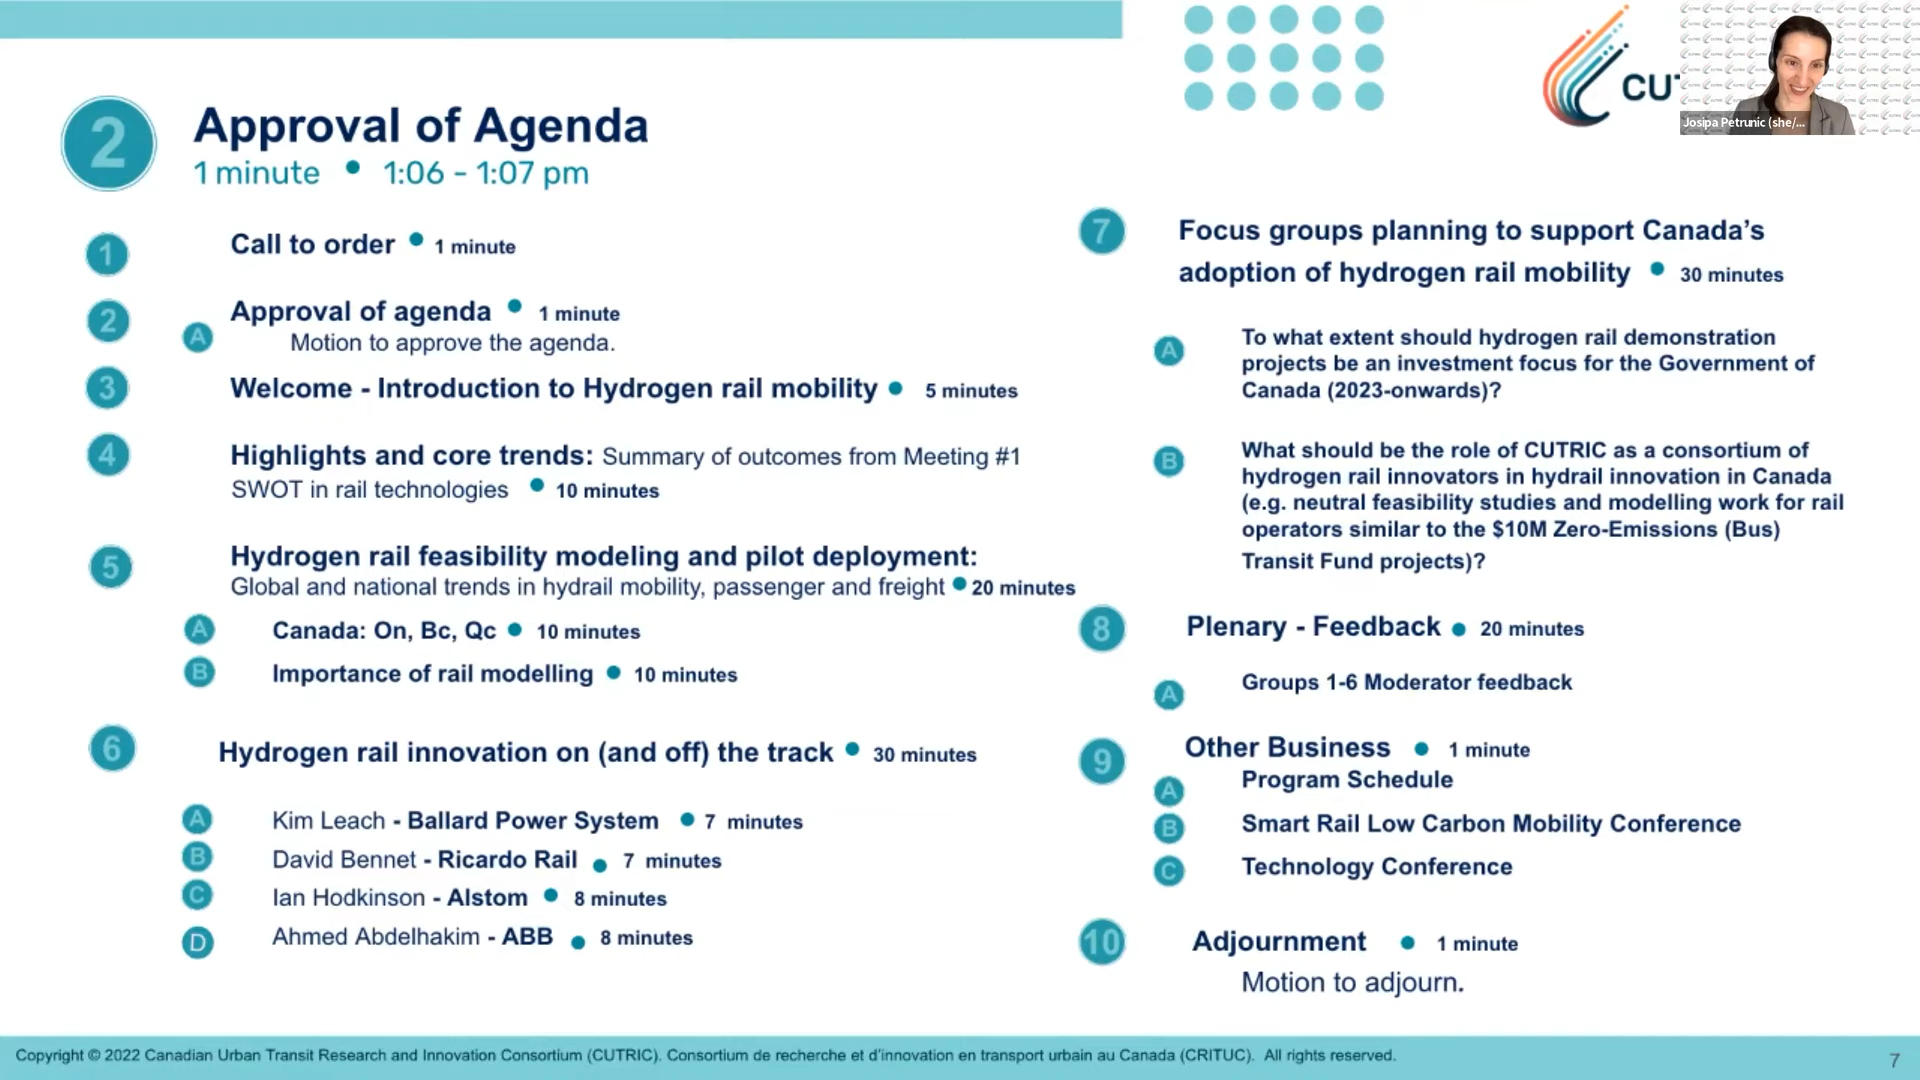 CUT
Josipa Petrunic (she/...
2
Approval of Agenda
1 minute • 1:06 - 1:07 pm
1 Call to order • 1 minute
2 Approval of agenda • 1 minute
A Motion to approve the agenda.
3 Welcome - Introduction to Hydrogen rail mobility • 5 minutes
4 Highlights and core trends: Summary of outcomes from Meeting #1
SWOT in rail technologies • 10 minutes
5 Hydrogen rail feasibility modeling and pilot deployment:
Global and national trends in hydrail mobility, passenger and freight • 20 minutes
A Canada: On, Bc, Qc • 10 minutes
B Importance of rail modelling • 10 minutes
6 Hydrogen rail innovation on (and off) the track • 30 minutes
A Kim Leach - Ballard Power System • 7 minutes
B David Bennet - Ricardo Rail • 7 minutes
C Ian Hodkinson - Alstom • 8 minutes
D Ahmed Abdelhakim - ABB • 8 minutes
7 Focus groups planning to support Canada's
adoption of hydrogen rail mobility • 30 minutes
A To what extent should hydrogen rail demonstration
projects be an investment focus for the Government of
Canada (2023-onwards)?
B What should be the role of CUTRIC as a consortium of
hydrogen rail innovators in hydrail innovation in Canada
(e.g. neutral feasibility studies and modelling work for rail
operators similar to the $10M Zero-Emissions (Bus)
Transit Fund projects)?
8 Plenary - Feedback • 20 minutes
A Groups 1-6 Moderator feedback
9 Other Business • 1 minute
A Program Schedule
B Smart Rail Low Carbon Mobility Conference
C Technology Conference
10 Adjournment • 1 minute
Motion to adjourn.
Copyright © 2022 Canadian Urban Transit Research and Innovation Consortium (CUTRIC). Consortium de recherche et d'innovation en transport urbain au Canada (CRITUC). All rights reserved.
7